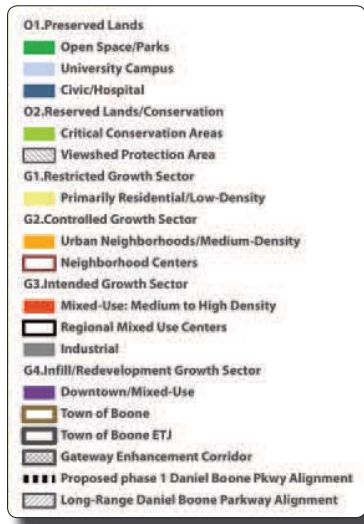 O1.Preserved Lands
Open Space/Parks
University Campus
Civic/Hospital
O2.Reserved Lands/Conservation
Critical Conservation Areas
Viewshed Protection Area
G1.Restricted Growth Sector
Primarily Residential/Low-Density
G2.Controlled Growth Sector
Urban Neighborhoods/Medium-Density
Neighborhood Centers
G3.Intended Growth Sector
Mixed-Use: Medium to High Density
Regional Mixed Use Centers
Industrial
G4.Infill/Redevelopment Growth Sector
Downtown/Mixed-Use
Town of Boone
Town of Boone ETJ
Gateway Enhancement Corridor
Proposed phase 1 Daniel Boone Pkwy Alignment
Long-Range Daniel Boone Parkway Alignment